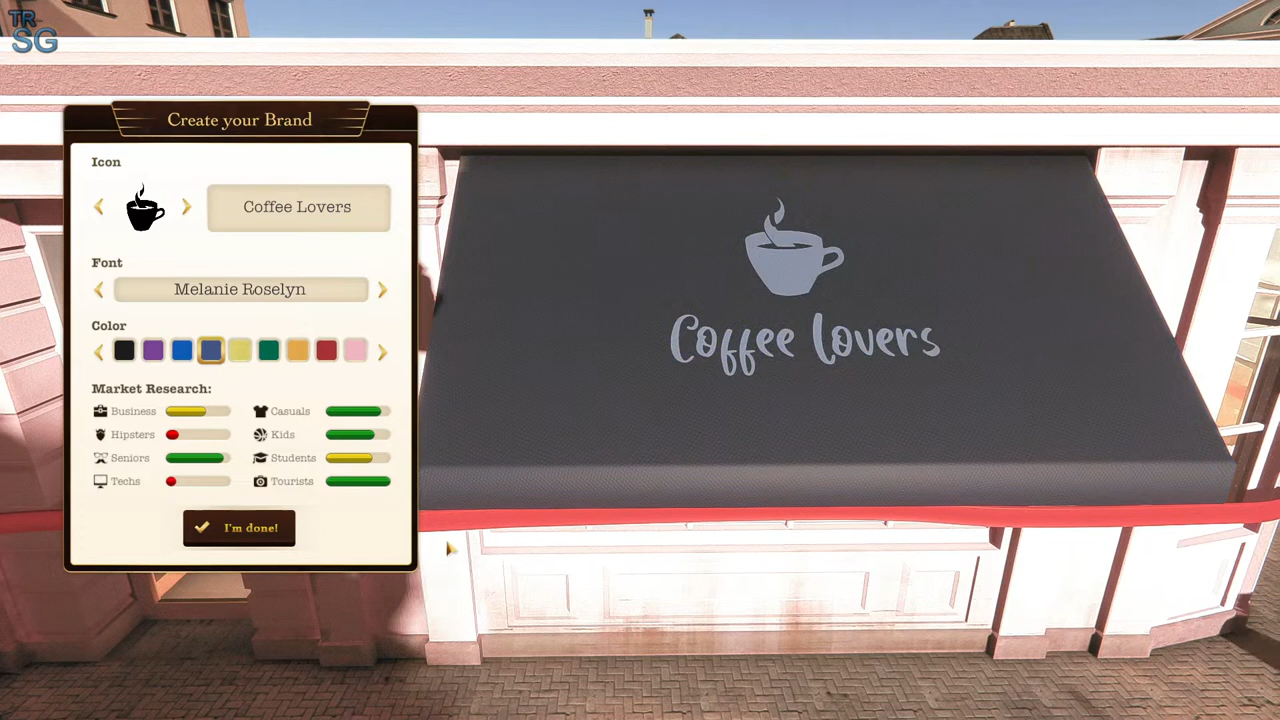 TR-
SG
Create your Brand
Icon
Coffee Lovers
Font
Melanie Roselyn
Color
Market Research:
Business
Casuals
Hipsters
Kids
Seniors
Students
Techs
Tourists
I'm done!
Coffee lovers